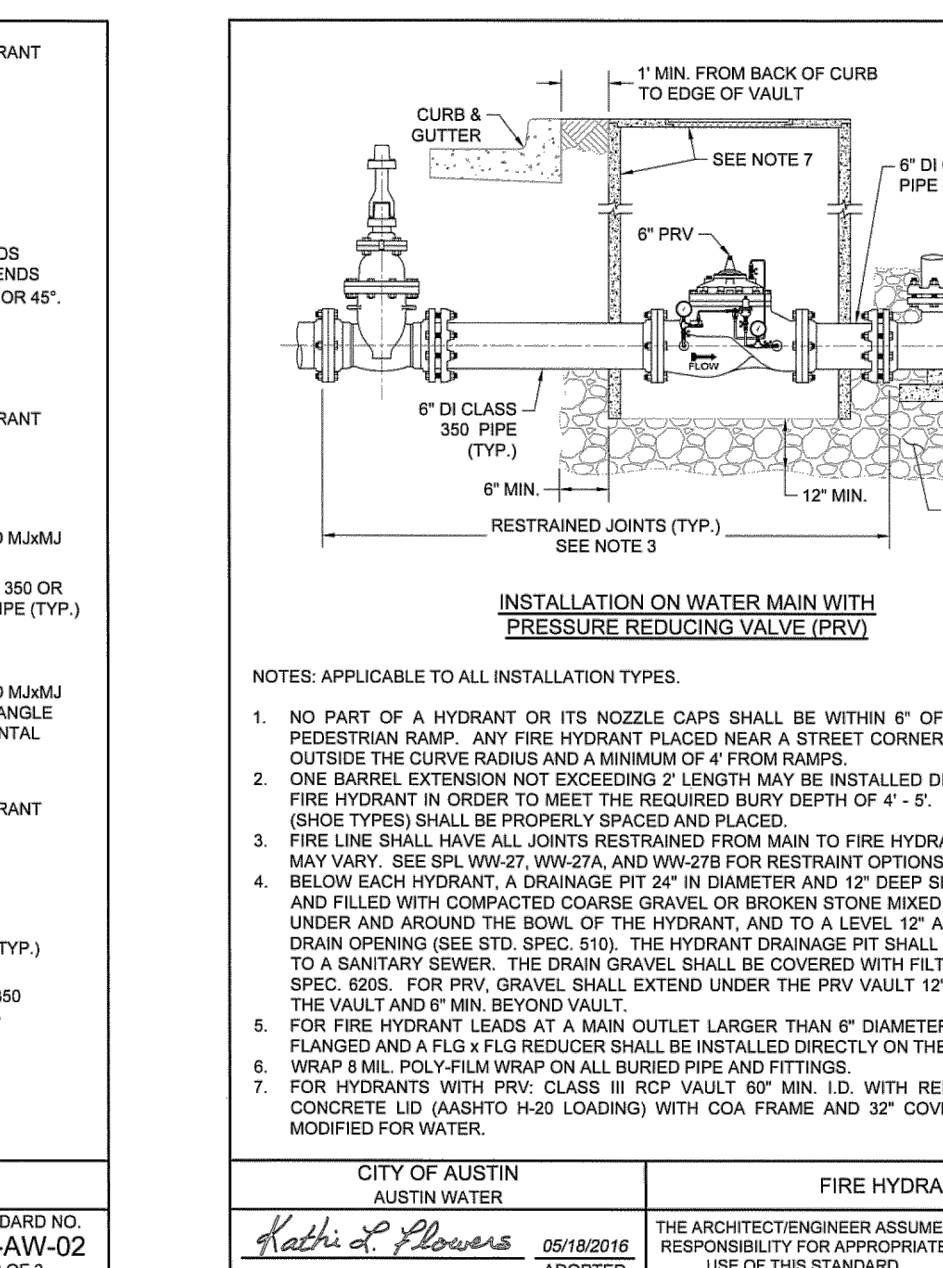 RANT
DS
ENDS
OR 45°.
RANT
MJxMJ
350 OR
IPE (TYP.)
MJxMJ
ANGLE
NTAL
RANT
TYP.)
350
DARD NO.
-AW-02
1' MIN. FROM BACK OF CURB
TO EDGE OF VAULT
CURB &
GUTTER
SEE NOTE 7
6" DI
PIPE
6" PRV
FLOW
6" DI CLASS
350 PIPE
(TYP.)
6" MIN.
12" MIN.
RESTRAINED JOINTS (TYP.)
SEE NOTE 3
INSTALLATION ON WATER MAIN WITH
PRESSURE REDUCING VALVE (PRV)
NOTES: APPLICABLE TO ALL INSTALLATION TYPES.
1. NO PART OF A HYDRANT OR ITS NOZZLE CAPS SHALL BE WITHIN 6" OF
PEDESTRIAN RAMP. ANY FIRE HYDRANT PLACED NEAR A STREET CORNER
OUTSIDE THE CURVE RADIUS AND A MINIMUM OF 4' FROM RAMPS.
2. ONE BARREL EXTENSION NOT EXCEEDING 2' LENGTH MAY BE INSTALLED DI
FIRE HYDRANT IN ORDER TO MEET THE REQUIRED BURY DEPTH OF 4' - 5'.
(SHOE TYPES) SHALL BE PROPERLY SPACED AND PLACED.
3. FIRE LINE SHALL HAVE ALL JOINTS RESTRAINED FROM MAIN TO FIRE HYDRA
MAY VARY. SEE SPL WW-27, WW-27A, AND WW-27B FOR RESTRAINT OPTIONS
4. BELOW EACH HYDRANT, A DRAINAGE PIT 24" IN DIAMETER AND 12" DEEP S
AND FILLED WITH COMPACTED COARSE GRAVEL OR BROKEN STONE MIXED
UNDER AND AROUND THE BOWL OF THE HYDRANT, AND TO A LEVEL 12" A
DRAIN OPENING (SEE STD. SPEC. 510). THE HYDRANT DRAINAGE PIT SHALL
TO A SANITARY SEWER. THE DRAIN GRAVEL SHALL BE COVERED WITH FILT
SPEC. 620S. FOR PRV, GRAVEL SHALL EXTEND UNDER THE PRV VAULT 12"
THE VAULT AND 6" MIN. BEYOND VAULT.
5. FOR FIRE HYDRANT LEADS AT A MAIN OUTLET LARGER THAN 6" DIAMETER
FLANGED AND A FLG x FLG REDUCER SHALL BE INSTALLED DIRECTLY ON THE
6. WRAP 8 MIL. POLY-FILM WRAP ON ALL BURIED PIPE AND FITTINGS.
7. FOR HYDRANTS WITH PRV: CLASS III RCP VAULT 60" MIN. I.D. WITH RE
CONCRETE LID (AASHTO H-20 LOADING) WITH COA FRAME AND 32" COV
MODIFIED FOR WATER.
CITY OF AUSTIN
AUSTIN WATER
FIRE HYDRA
Kathi L. Flowers 05/18/2016
ADOPTED
THE ARCHITECT/ENGINEER ASSUME
RESPONSIBILITY FOR APPROPRIATE
USE OF THIS STANDARD